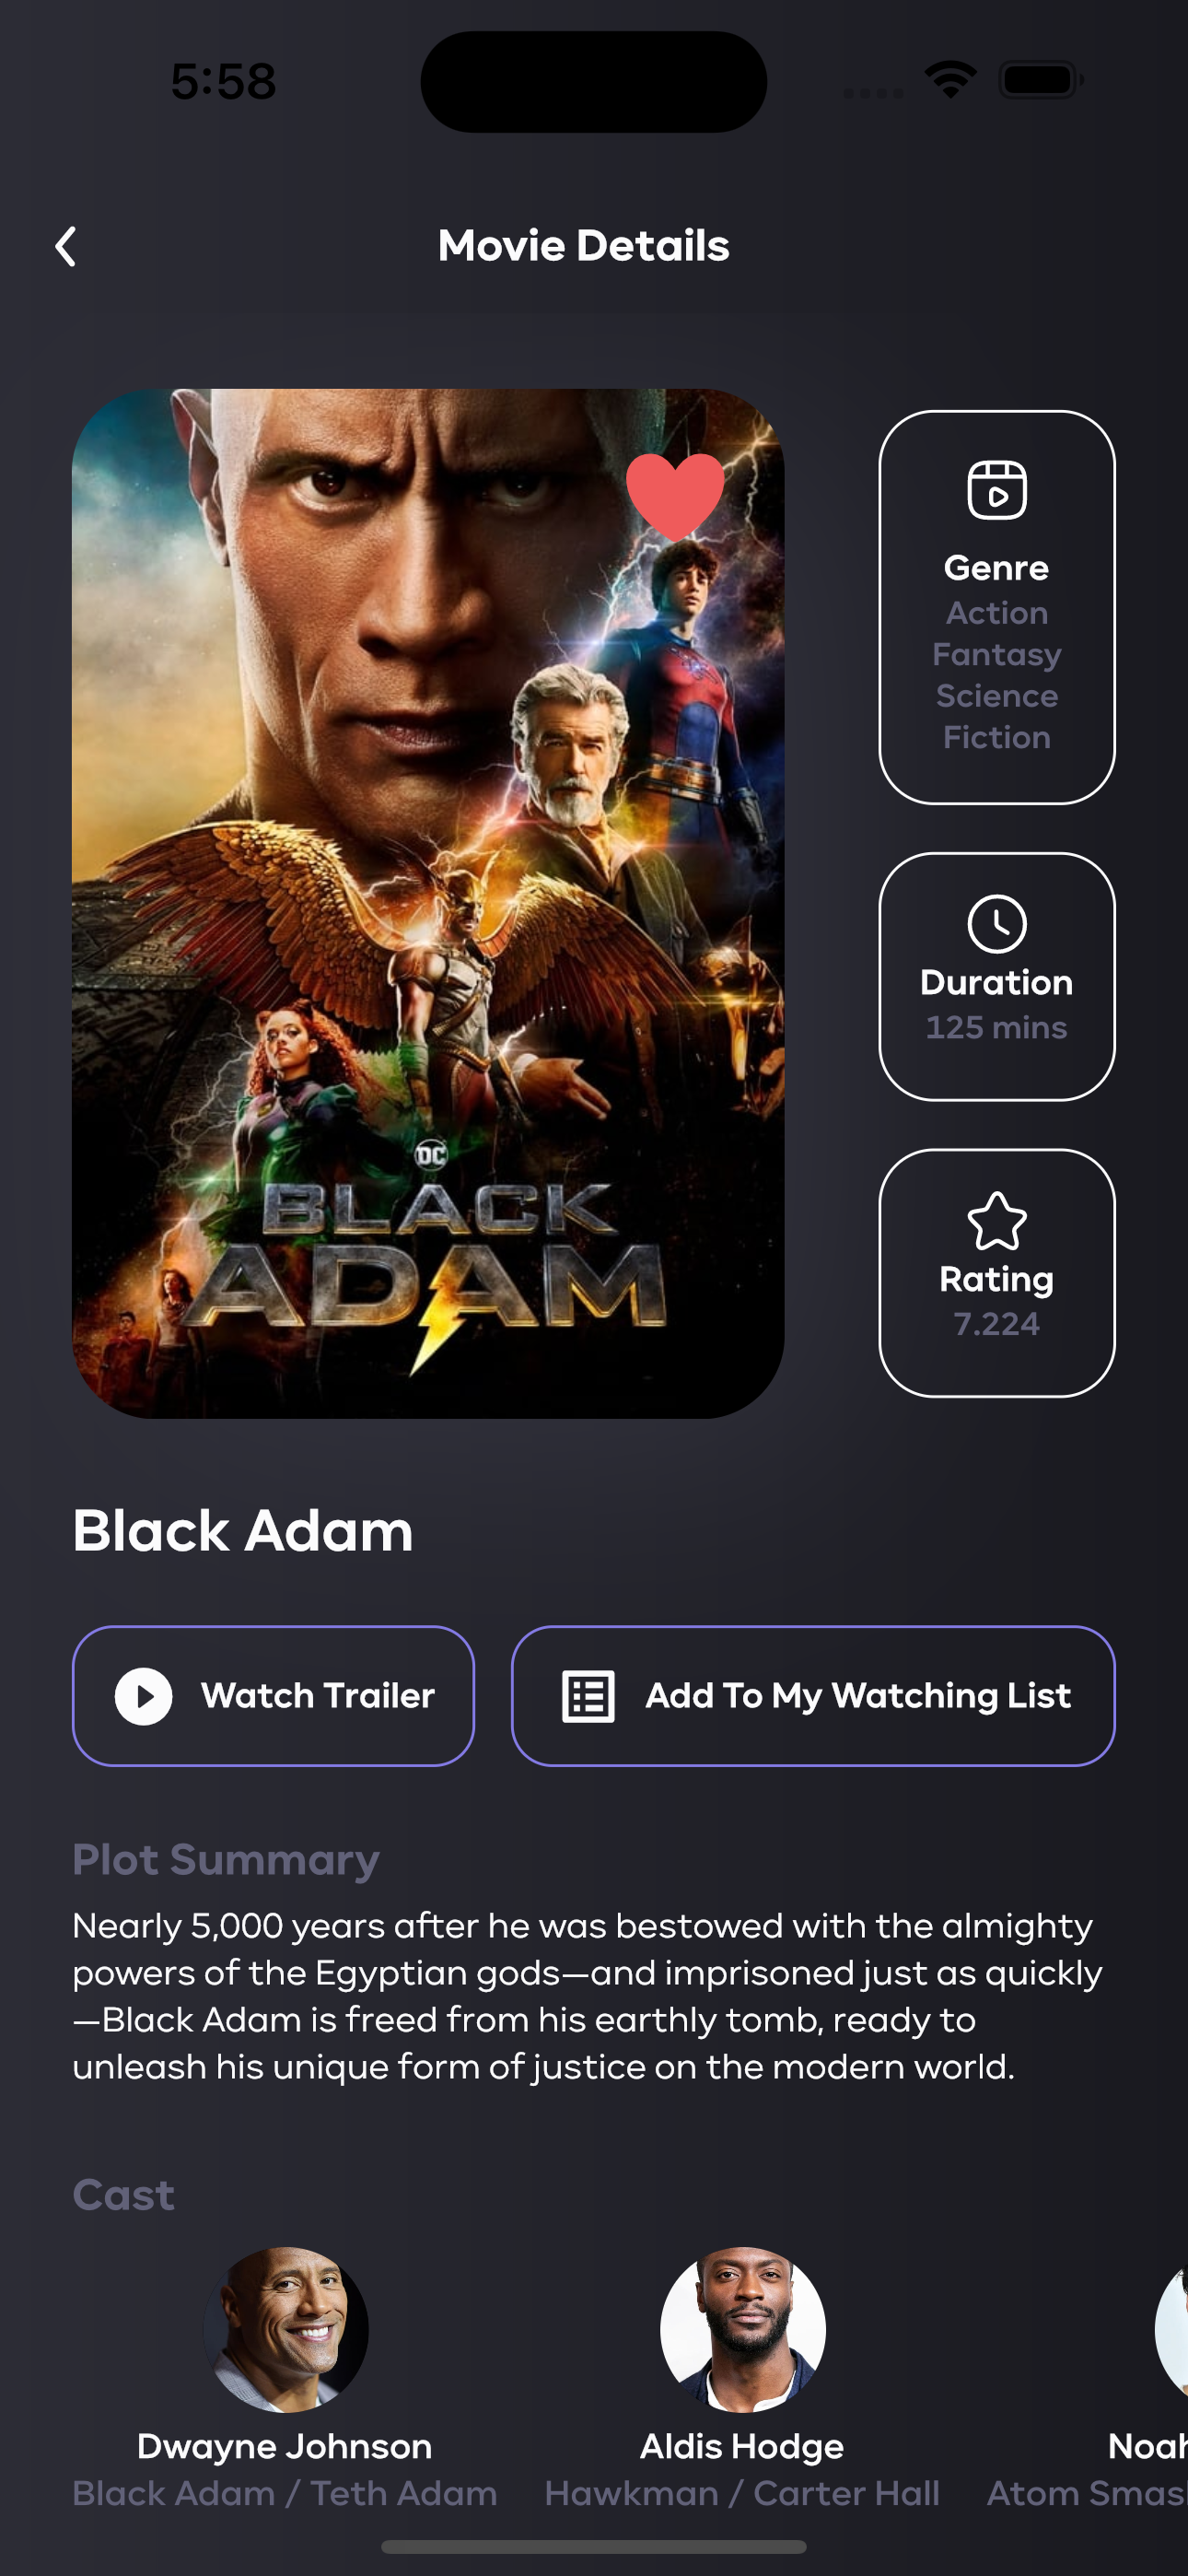 5:58
Movie Details
Genre
Action
Fantasy
Science
Fiction
Duration
125 mins
Rating
7.224
DC
BLACK
ADAM
Black Adam
Watch Trailer
Add To My Watching List
Plot Summary
Nearly 5,000 years after he was bestowed with the almighty
powers of the Egyptian gods—and imprisoned just as quickly
—Black Adam is freed from his earthly tomb, ready to
unleash his unique form of justice on the modern world.
Cast
Dwayne Johnson
Aldis Hodge
Noah
Black Adam / Teth Adam
Hawkman / Carter Hall
Atom Smas